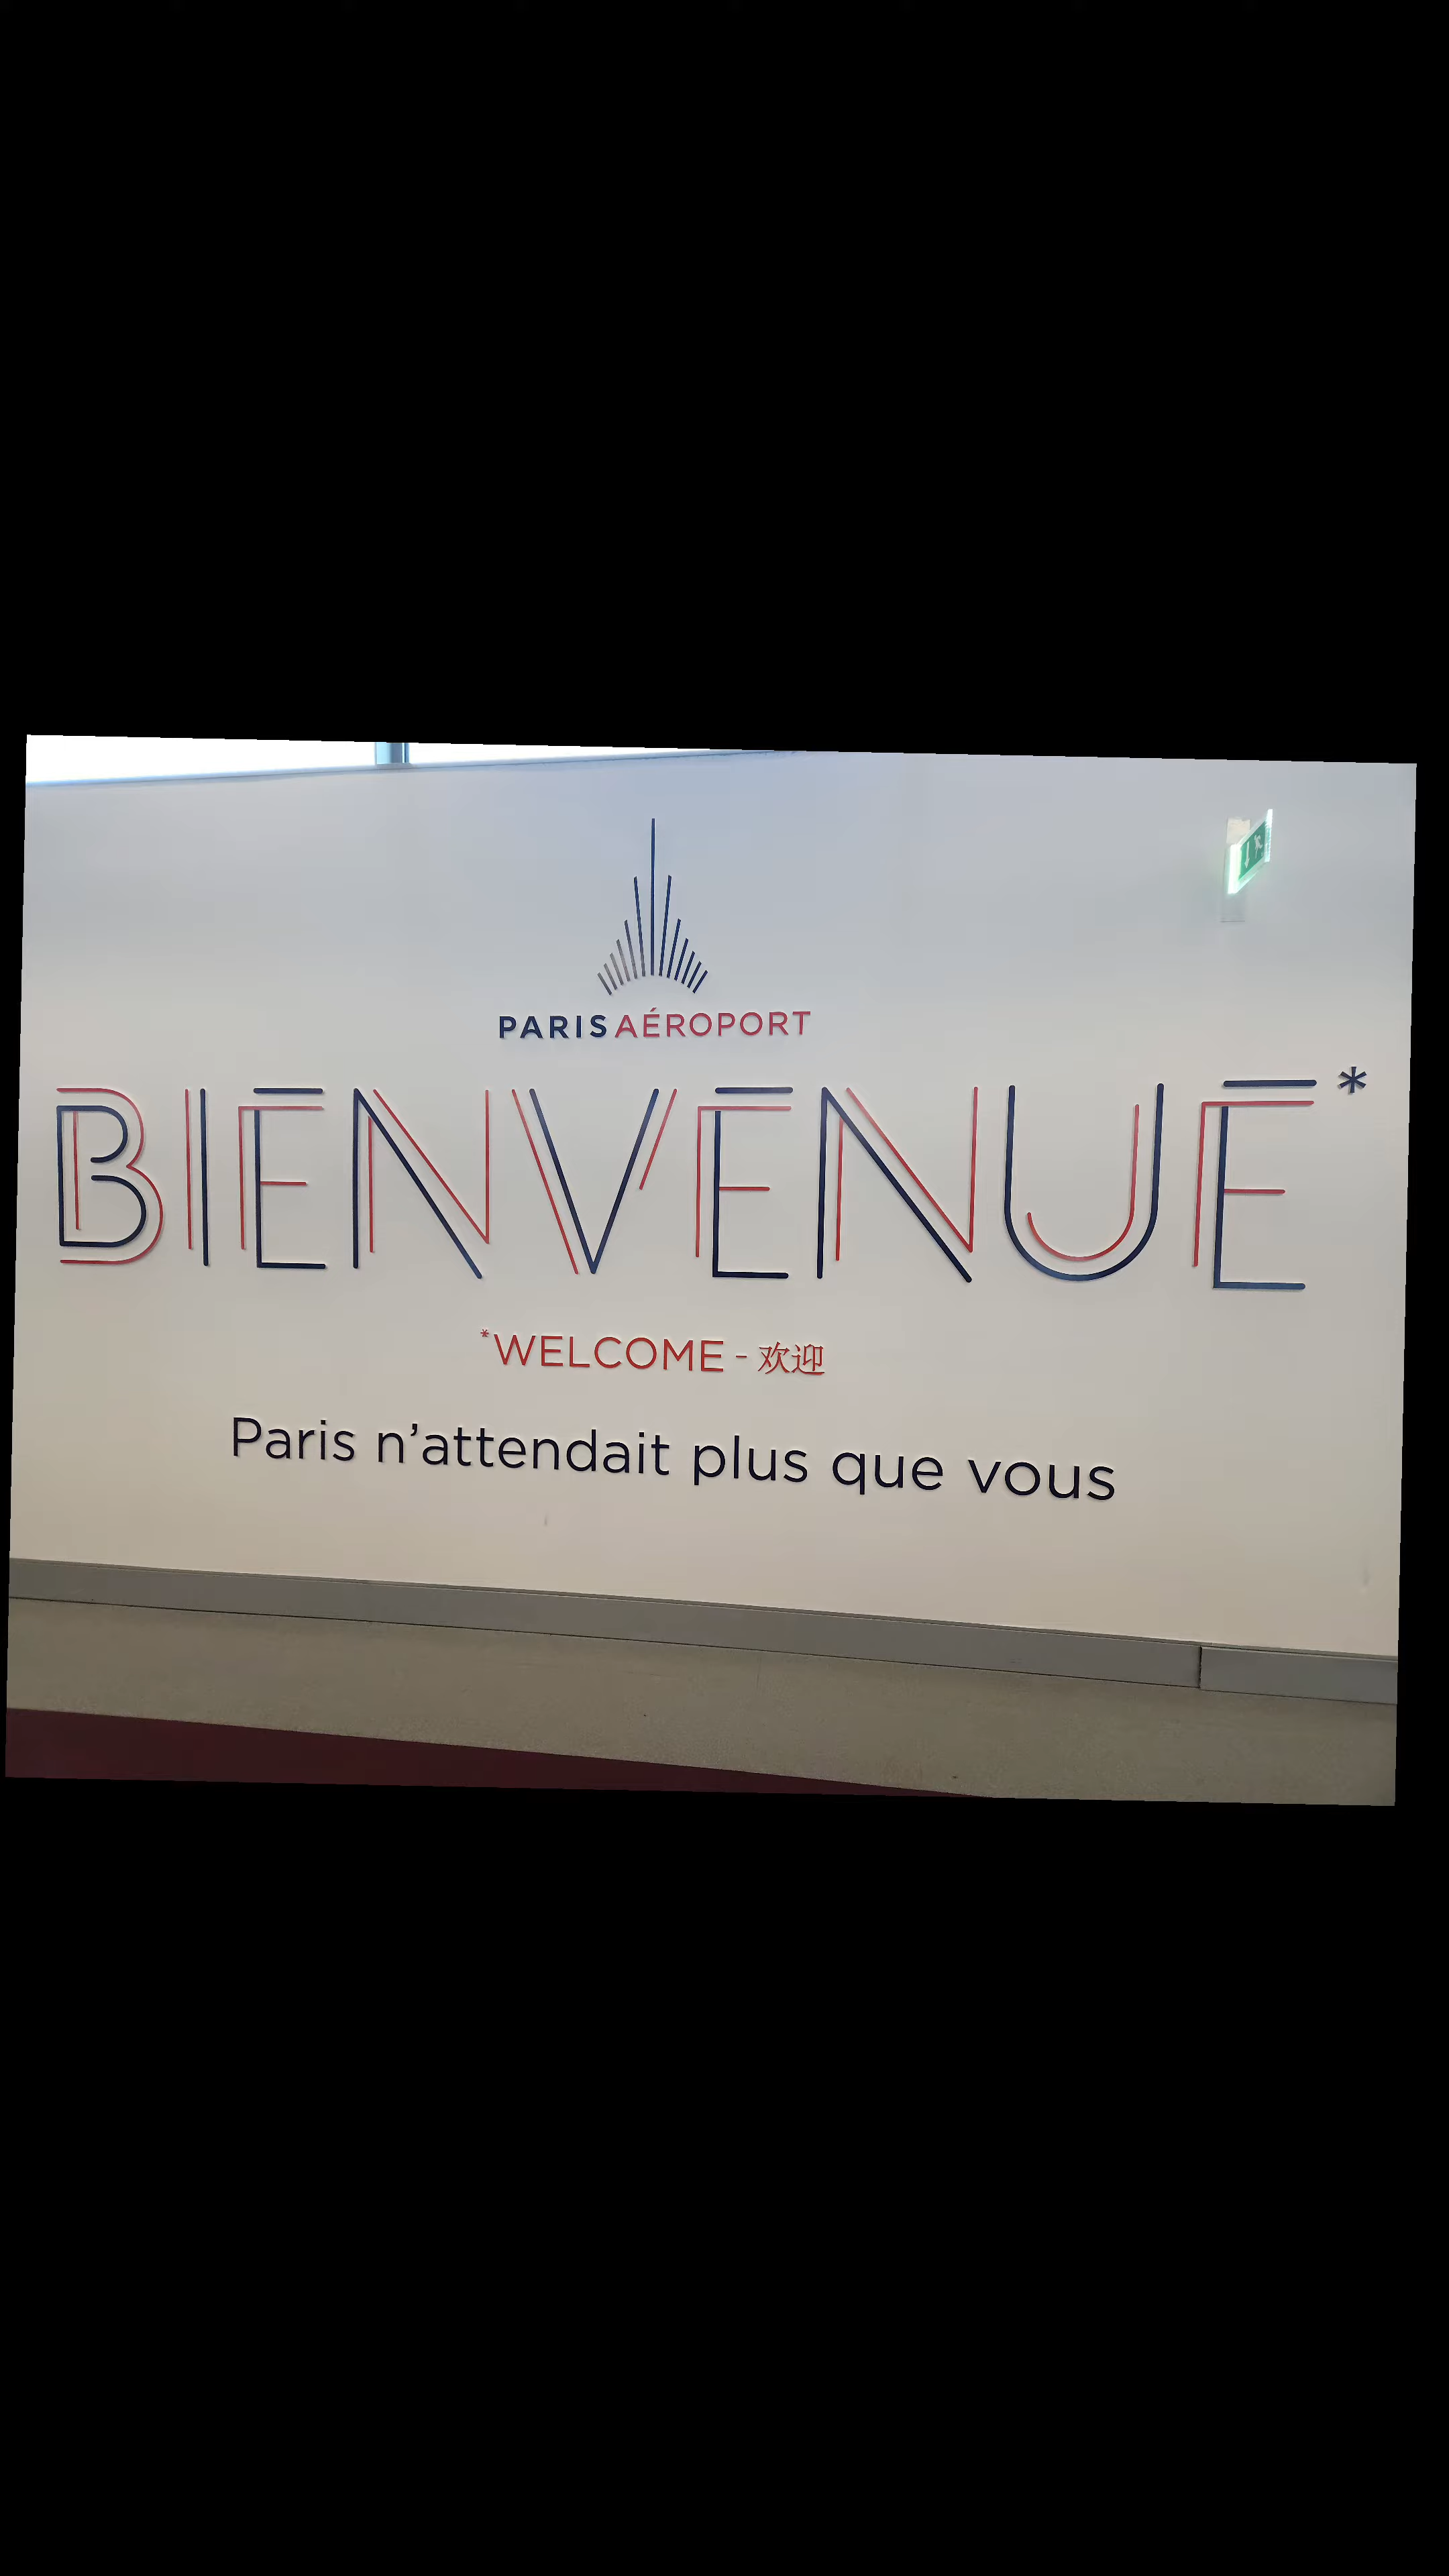 PARIS AÉROPORT
BIENVENUE*
*WELCOME - 欢迎
Paris n'attendait plus que vous